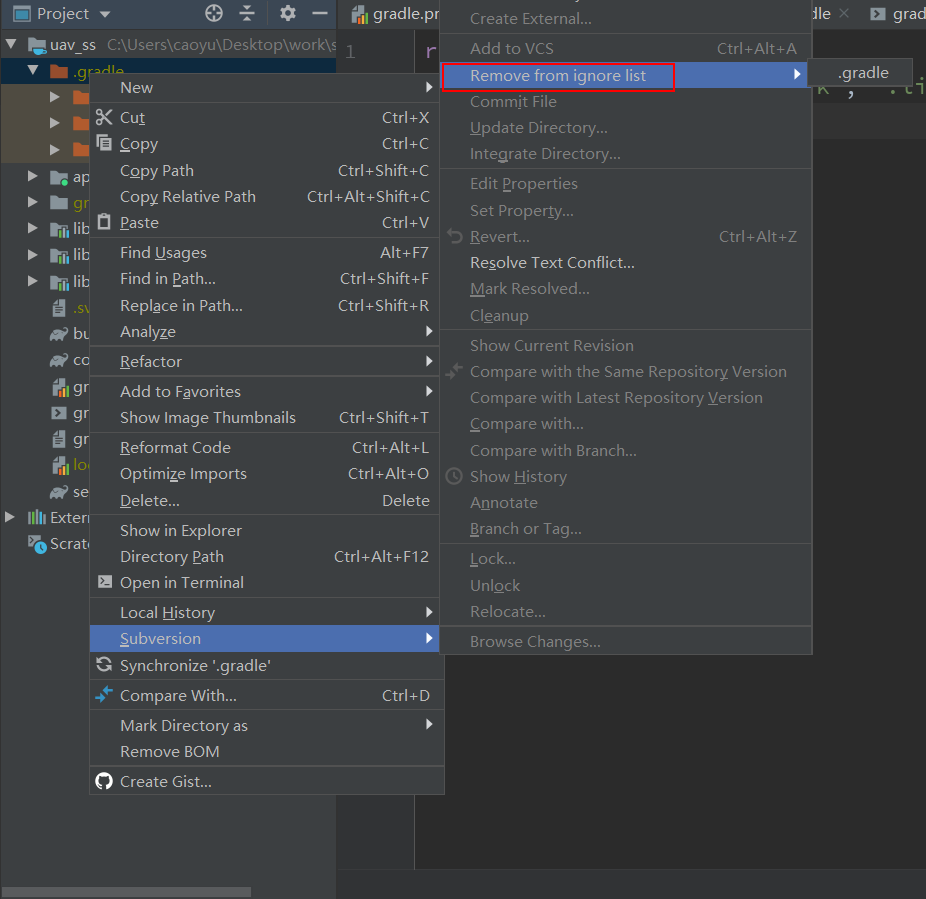 Project
gradle.pr
dle
grad
uav_ss C:\Users\caoyu\Desktop\work\s
1
r
.gradle
k", ":li
ap
gr
lib
lib
lib
.sv
bu
co
gr
gr
gr
loc
se
Extern
Scratc
New
Cut Ctrl+X
Copy Ctrl+C
Copy Path Ctrl+Shift+C
Copy Relative Path Ctrl+Alt+Shift+C
Paste Ctrl+V
Find Usages Alt+F7
Find in Path... Ctrl+Shift+F
Replace in Path... Ctrl+Shift+R
Analyze
Refactor
Add to Favorites
Show Image Thumbnails Ctrl+Shift+T
Reformat Code Ctrl+Alt+L
Optimize Imports Ctrl+Alt+O
Delete... Delete
Show in Explorer
Directory Path Ctrl+Alt+F12
Open in Terminal
Local History
Subversion
Synchronize '.gradle'
Compare With... Ctrl+D
Mark Directory as
Remove BOM
Create Gist...
Create External...
Add to VCS Ctrl+Alt+A
Remove from ignore list
.gradle
Commit File
Update Directory...
Integrate Directory...
Edit Properties
Set Property...
Revert... Ctrl+Alt+Z
Resolve Text Conflict...
Mark Resolved...
Cleanup
Show Current Revision
Compare with the Same Repository Version
Compare with Latest Repository Version
Compare with...
Compare with Branch...
Show History
Annotate
Branch or Tag...
Lock...
Unlock
Relocate...
Browse Changes...